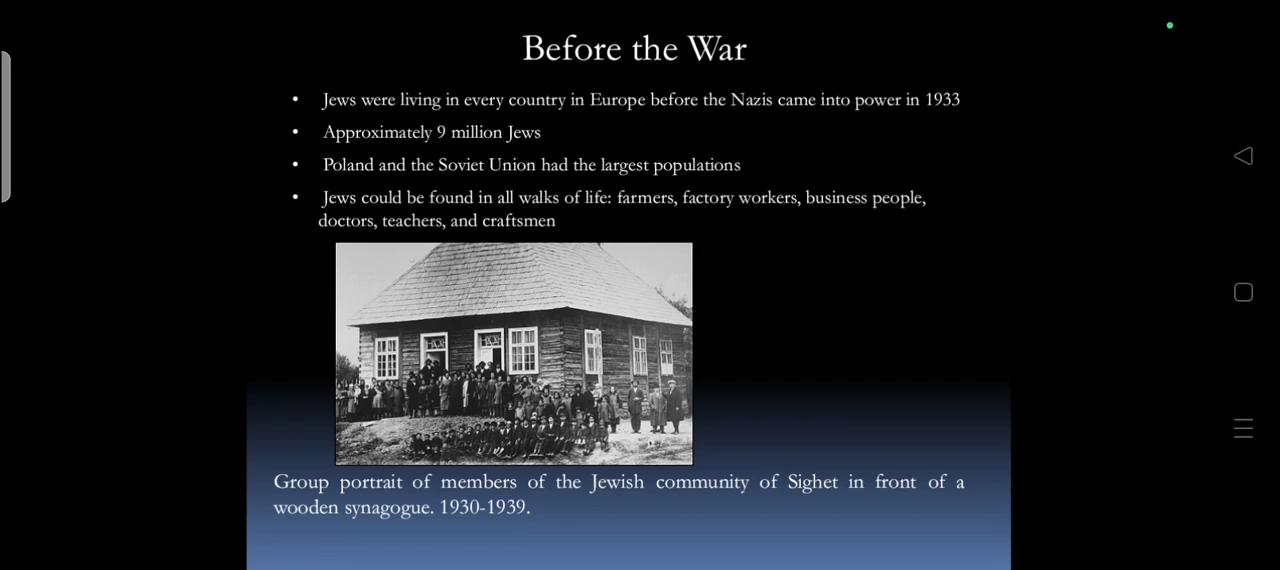 Before the War
• Jews were living in every country in Europe before the Nazis came into power in 1933
• Approximately 9 million Jews
• Poland and the Soviet Union had the largest populations
• Jews could be found in all walks of life: farmers, factory workers, business people,
doctors, teachers, and craftsmen
Group portrait of members of the Jewish community of Sighet in front of a
wooden synagogue. 1930-1939.